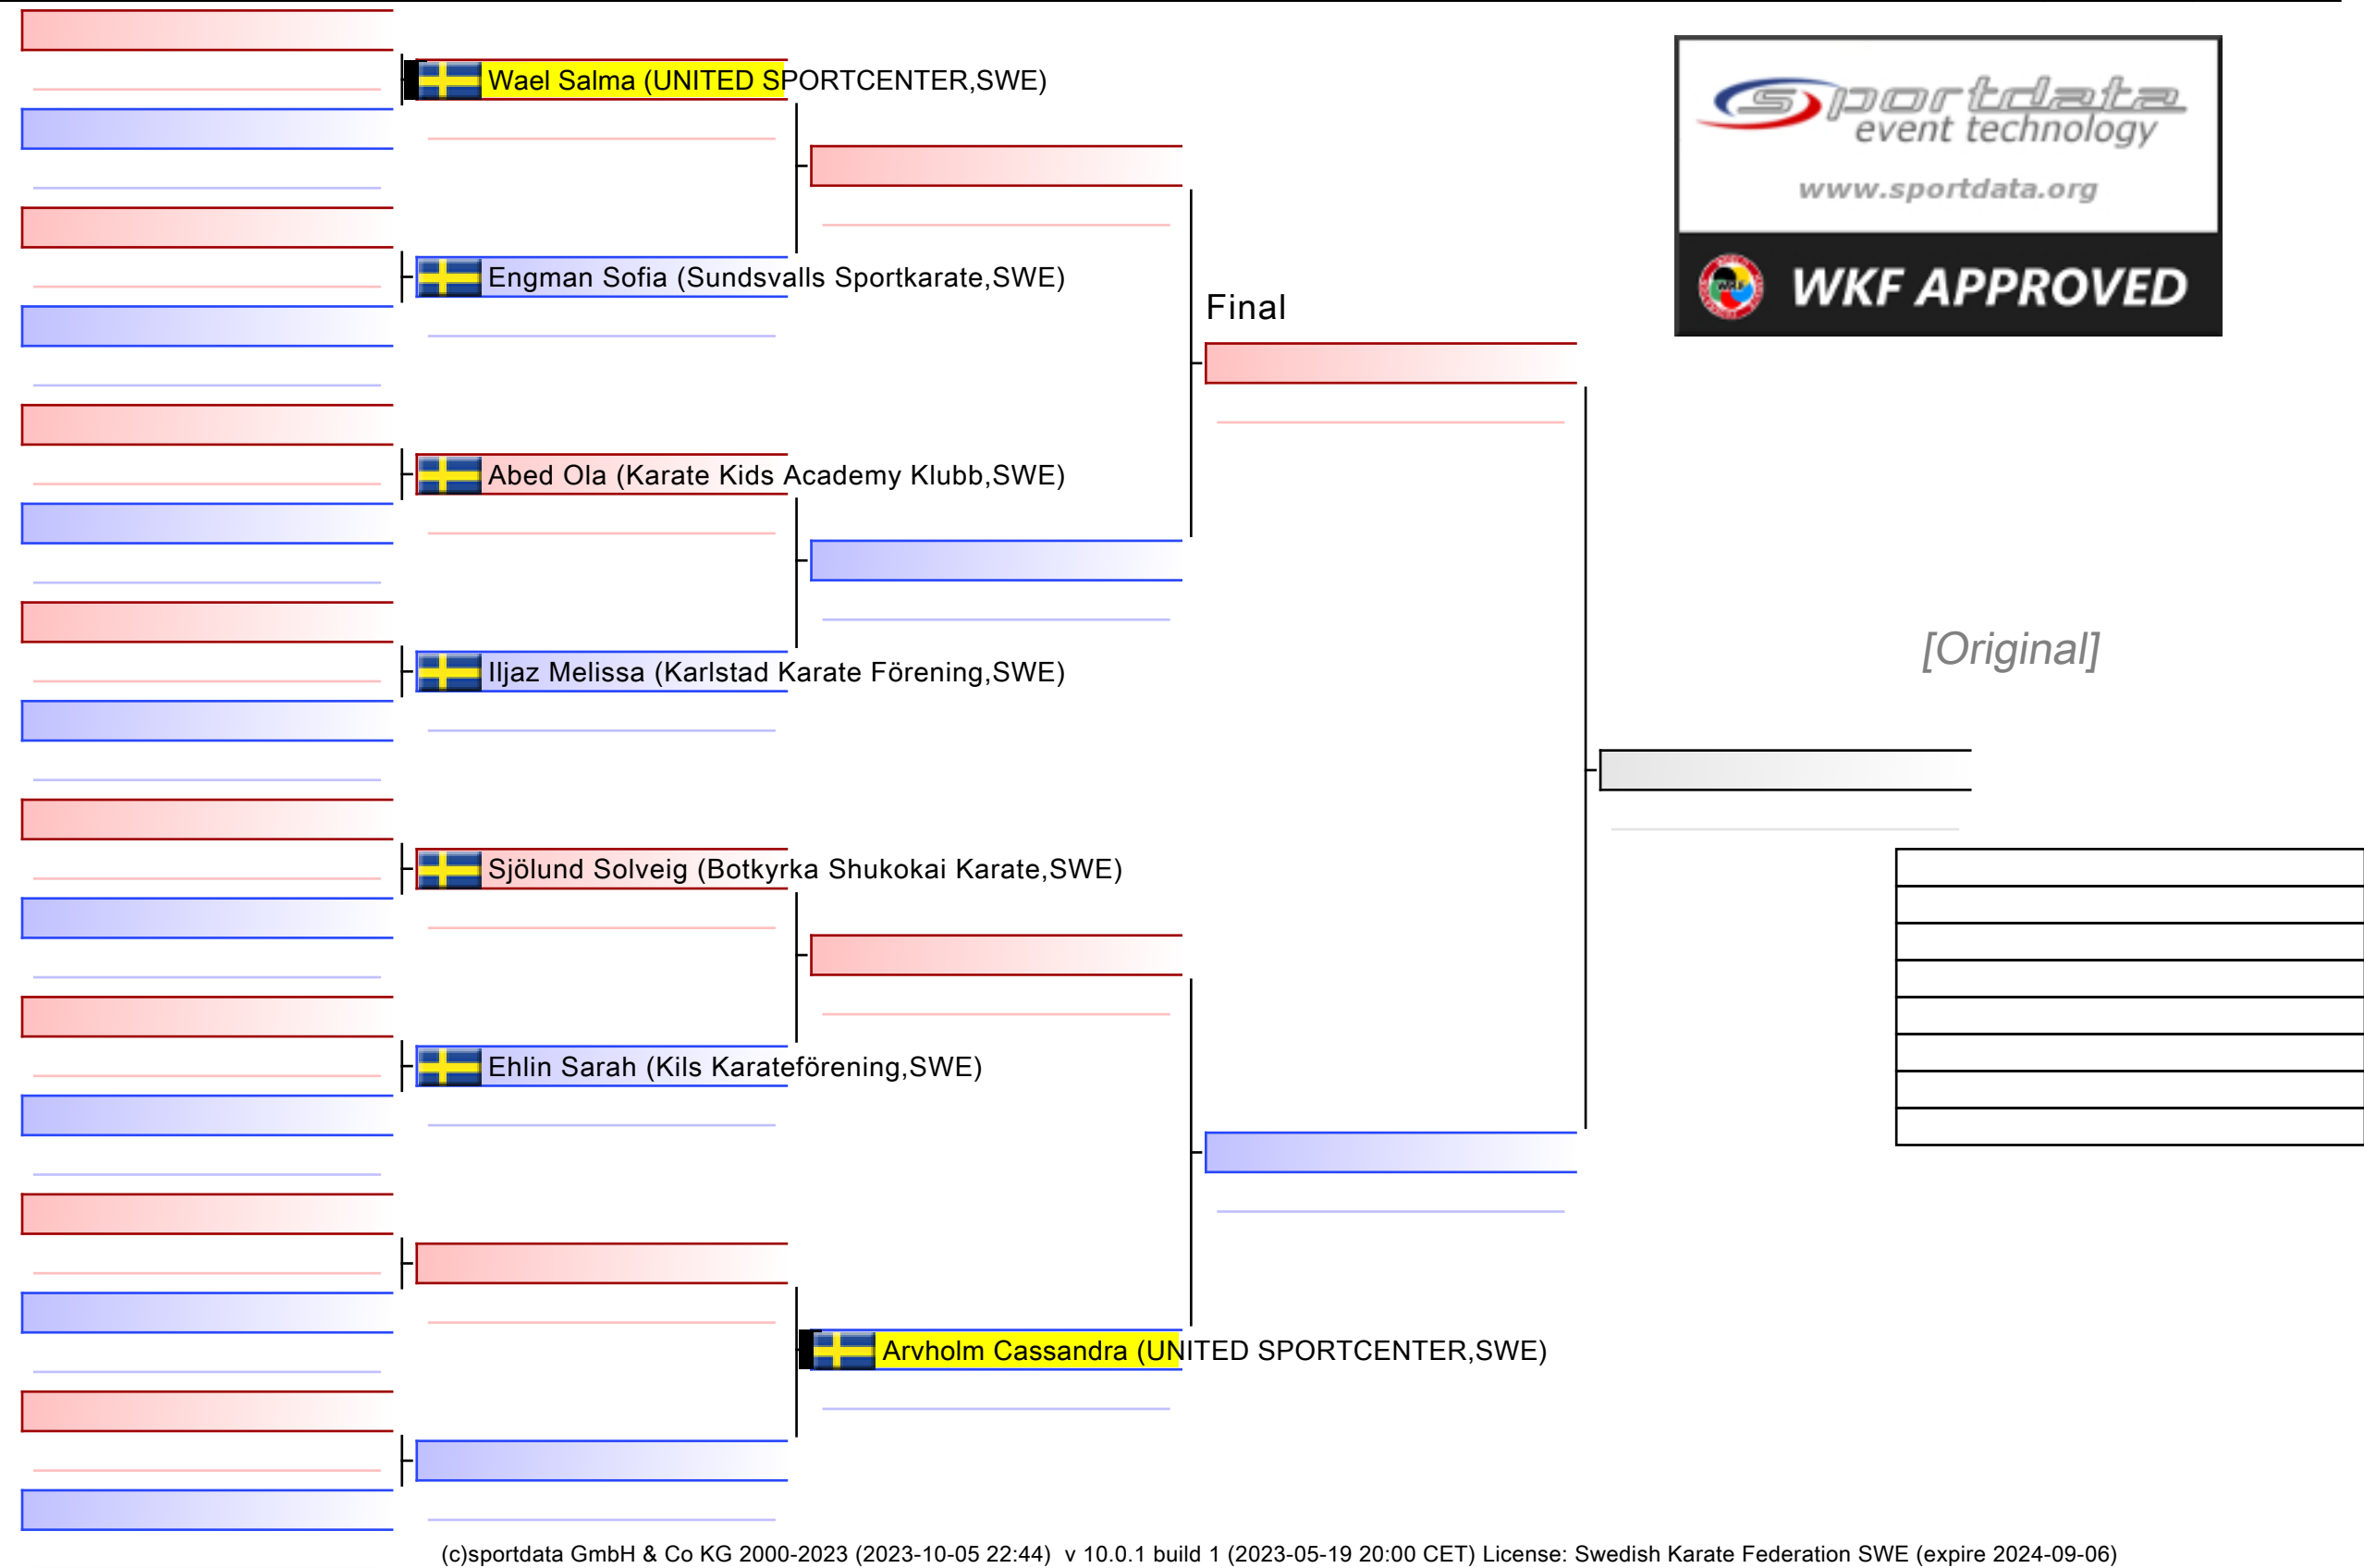 Wael Salma (UNITED SPORTCENTER,SWE)
sportdata
event technology
www.sportdata.org
WKF APPROVED
Engman Sofia (Sundsvalls Sportkarate,SWE)
Final
Abed Ola (Karate Kids Academy Klubb,SWE)
[Original]
Iljaz Melissa (Karlstad Karate Förening,SWE)
Sjölund Solveig (Botkyrka Shukokai Karate,SWE)
Ehlin Sarah (Kils Karateförening,SWE)
Arvholm Cassandra (UNITED SPORTCENTER,SWE)
(c)sportdata GmbH & Co KG 2000-2023 (2023-10-05 22:44) v 10.0.1 build 1 (2023-05-19 20:00 CET) License: Swedish Karate Federation SWE (expire 2024-09-06)